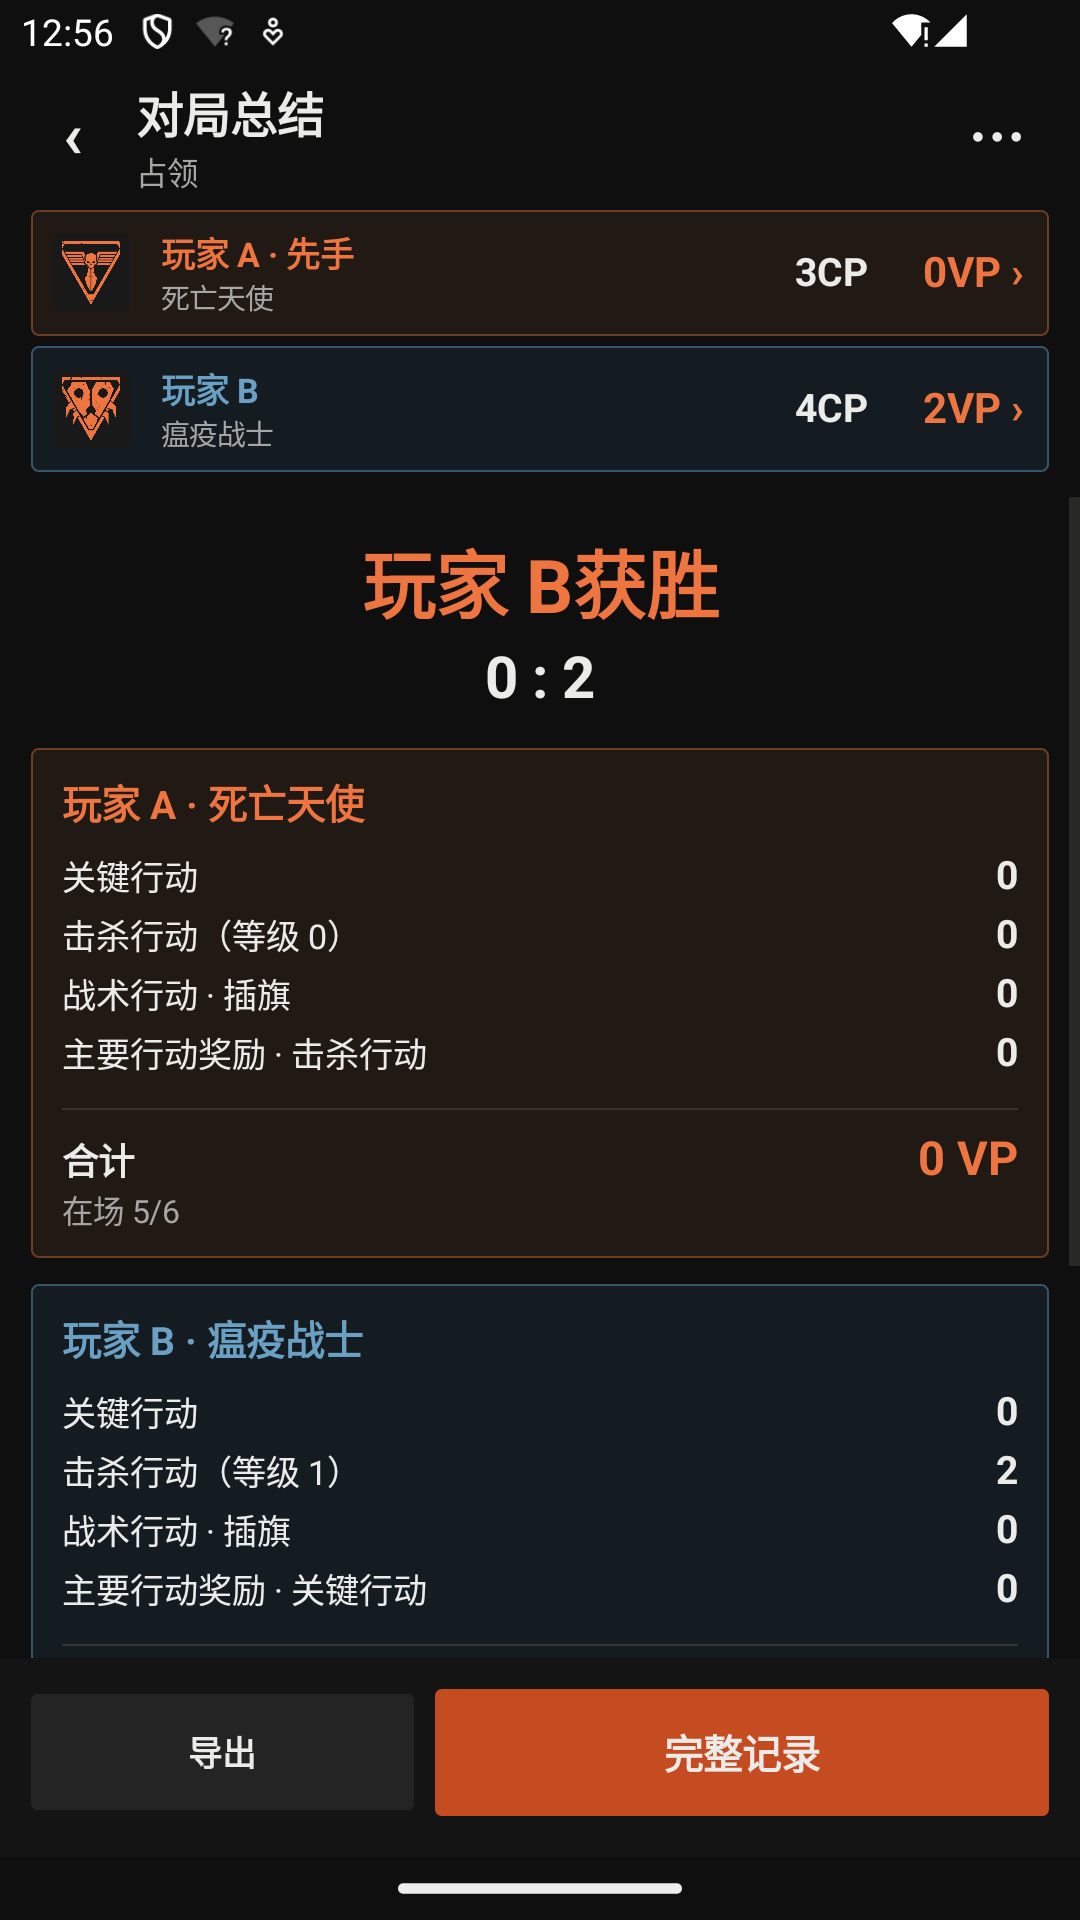 12:56
对局总结
占领
玩家 A · 先手
死亡天使
3CP
0VP ›
玩家 B
瘟疫战士
4CP
2VP ›
玩家 B获胜
0 : 2
玩家 A · 死亡天使
关键行动 0
击杀行动（等级 0） 0
战术行动 · 插旗 0
主要行动奖励 · 击杀行动 0
合计 0 VP
在场 5/6
玩家 B · 瘟疫战士
关键行动 0
击杀行动（等级 1） 2
战术行动 · 插旗 0
主要行动奖励 · 关键行动 0
导出
完整记录